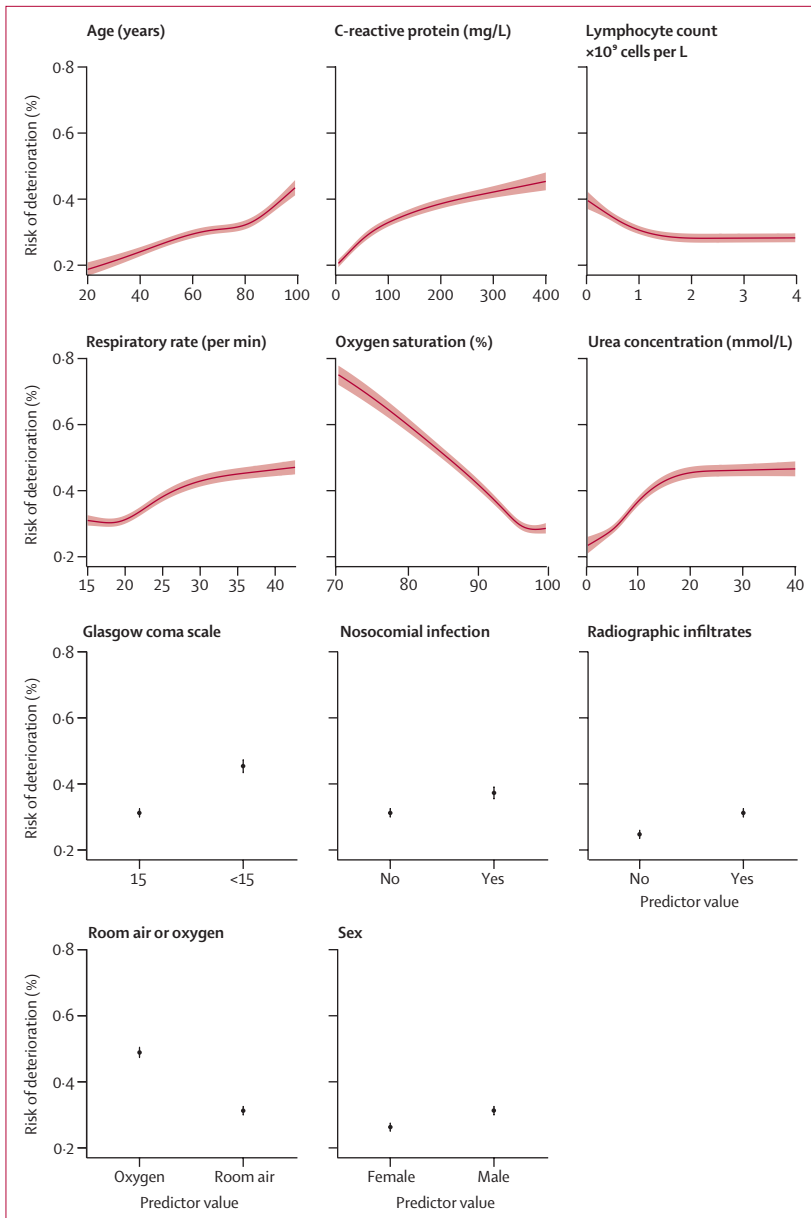 Age (years)
C-reactive protein (mg/L)
Lymphocyte count
×10⁹ cells per L
Risk of deterioration (%)
0·8
0·6
0·4
0·2
20 40 60 80 100
0 100 200 300 400
0 1 2 3 4
Respiratory rate (per min)
Oxygen saturation (%)
Urea concentration (mmol/L)
Risk of deterioration (%)
0·8
0·6
0·4
0·2
15 20 25 30 35 40
70 80 90 100
0 10 20 30 40
Glasgow coma scale
Nosocomial infection
Radiographic infiltrates
Risk of deterioration (%)
0·8
0·6
0·4
0·2
15 <15
No Yes
No Yes
Predictor value
Room air or oxygen
Sex
Risk of deterioration (%)
0·8
0·6
0·4
0·2
Oxygen Room air
Female Male
Predictor value
Predictor value